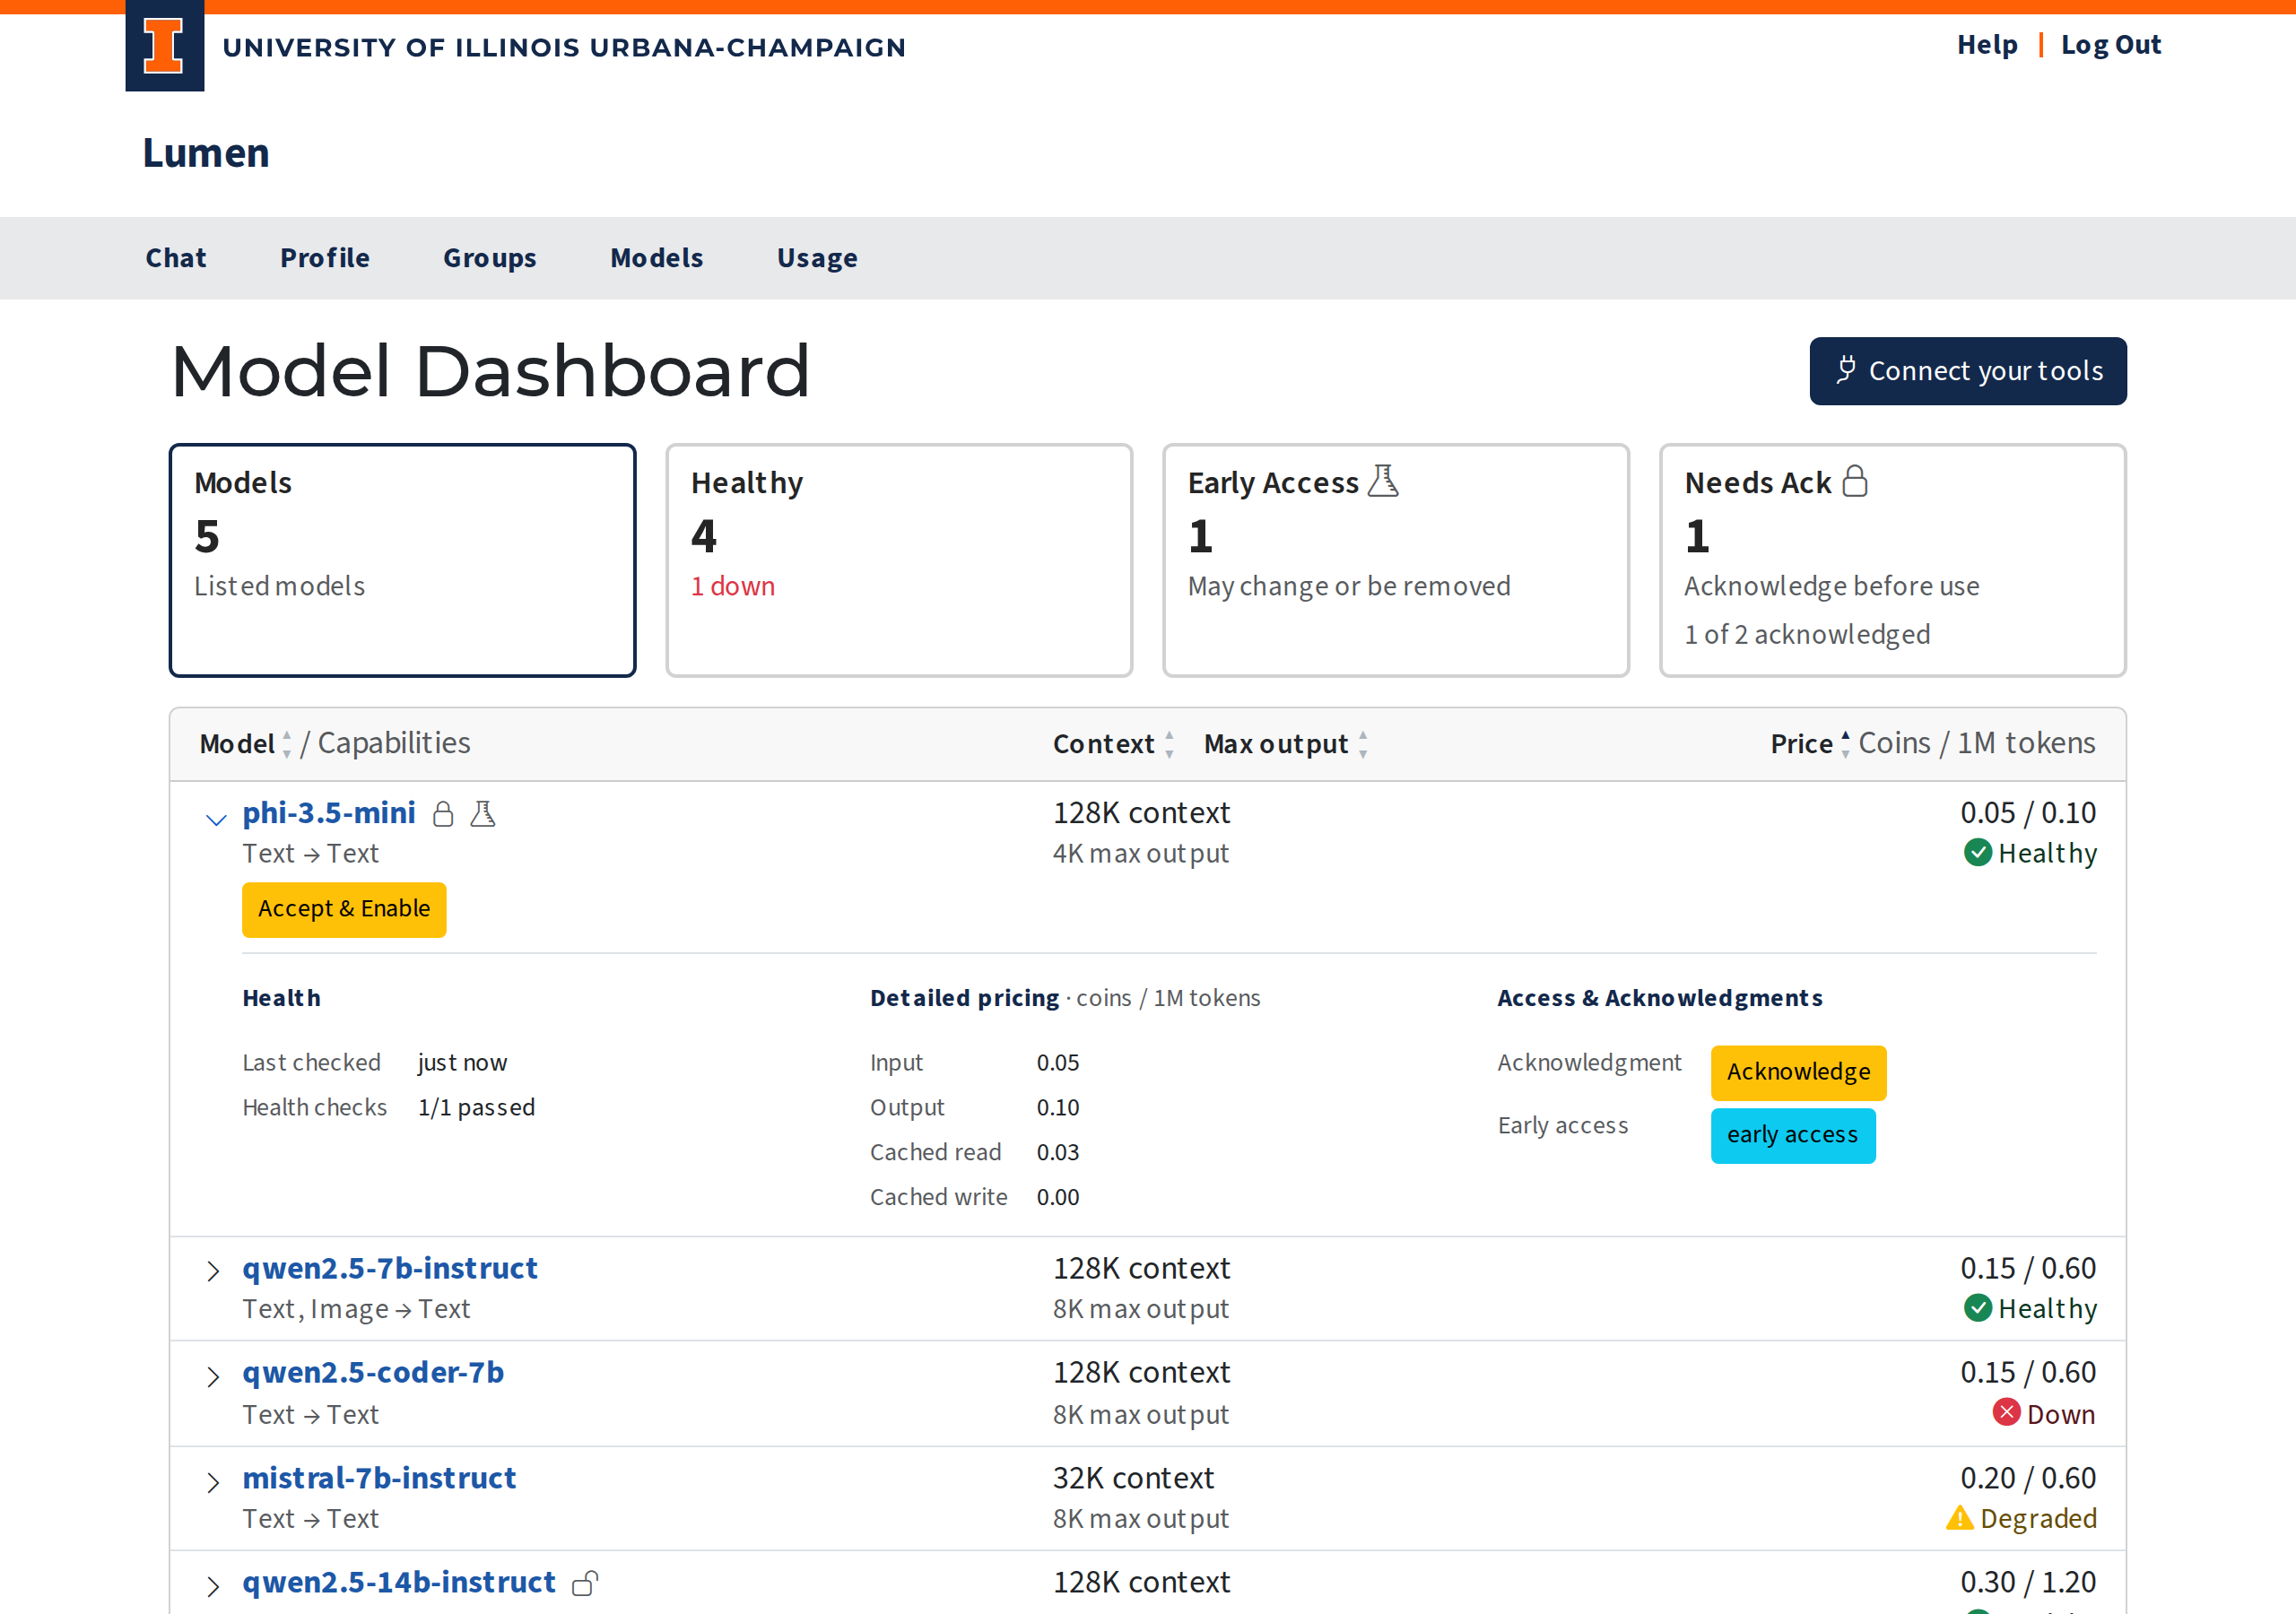 UNIVERSITY OF ILLINOIS URBANA-CHAMPAIGN
Help | Log Out
Lumen
Chat Profile Groups Models Usage
Model Dashboard
Connect your tools
Models
5
Listed models
Healthy
4
1 down
Early Access
1
May change or be removed
Needs Ack
1
Acknowledge before use
1 of 2 acknowledged
Model / Capabilities Context Max output Price Coins / 1M tokens
phi-3.5-mini 128K context 0.05 / 0.10
Text → Text 4K max output Healthy
Accept & Enable
Health
Last checked just now
Health checks 1/1 passed
Detailed pricing · coins / 1M tokens
Input 0.05
Output 0.10
Cached read 0.03
Cached write 0.00
Access & Acknowledgments
Acknowledgment Acknowledge
Early access early access
qwen2.5-7b-instruct 128K context 0.15 / 0.60
Text, Image → Text 8K max output Healthy
qwen2.5-coder-7b 128K context 0.15 / 0.60
Text → Text 8K max output Down
mistral-7b-instruct 32K context 0.20 / 0.60
Text → Text 8K max output Degraded
qwen2.5-14b-instruct 128K context 0.30 / 1.20